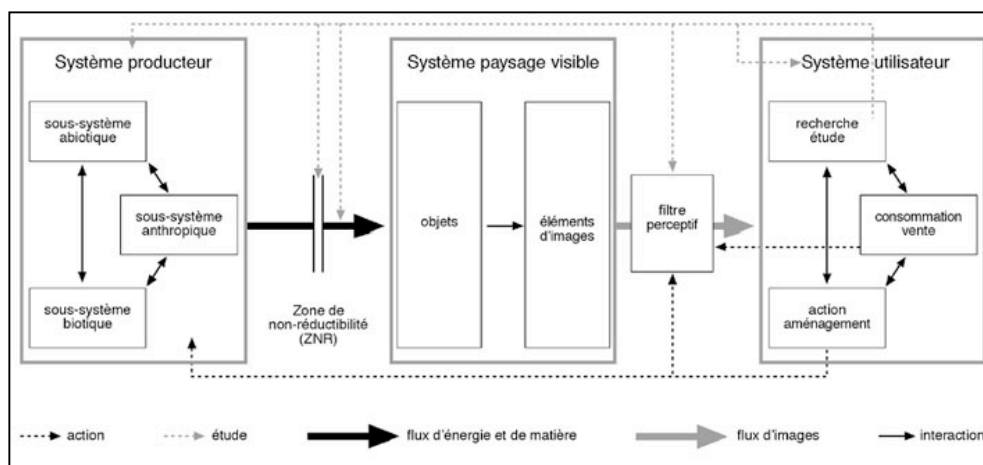 Système producteur
sous-système
abiotique
sous-système
anthropique
sous-système
biotique
Zone de
non-réductibilité
(ZNR)
Système paysage visible
objets
éléments
d'images
filtre
perceptif
Système utilisateur
recherche
étude
consommation
vente
action
aménagement
action
étude
flux d'énergie et de matière
flux d'images
interaction